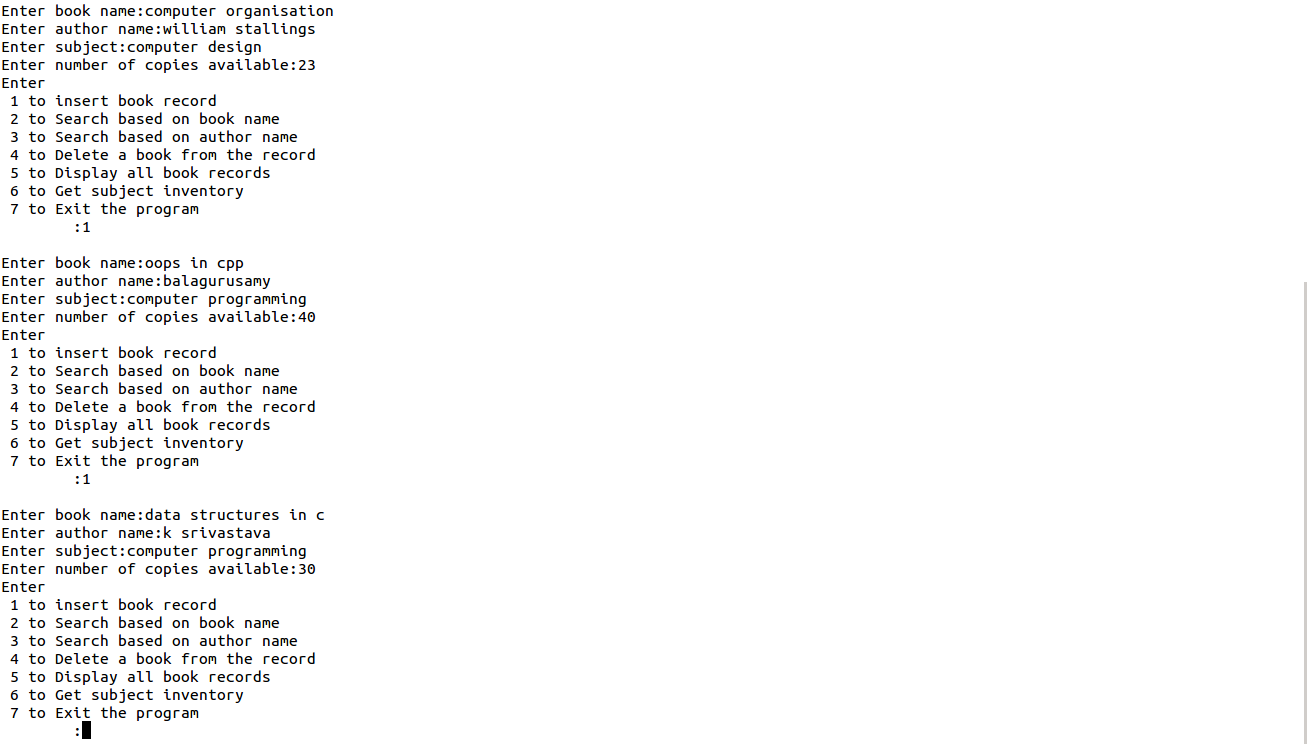 Enter book name:computer organisation
Enter author name:william stallings
Enter subject:computer design
Enter number of copies available:23
Enter
 1 to insert book record
 2 to Search based on book name
 3 to Search based on author name
 4 to Delete a book from the record
 5 to Display all book records
 6 to Get subject inventory
 7 to Exit the program
        :1

Enter book name:oops in cpp
Enter author name:balagurusamy
Enter subject:computer programming
Enter number of copies available:40
Enter
 1 to insert book record
 2 to Search based on book name
 3 to Search based on author name
 4 to Delete a book from the record
 5 to Display all book records
 6 to Get subject inventory
 7 to Exit the program
        :1

Enter book name:data structures in c
Enter author name:k srivastava
Enter subject:computer programming
Enter number of copies available:30
Enter
 1 to insert book record
 2 to Search based on book name
 3 to Search based on author name
 4 to Delete a book from the record
 5 to Display all book records
 6 to Get subject inventory
 7 to Exit the program
        :